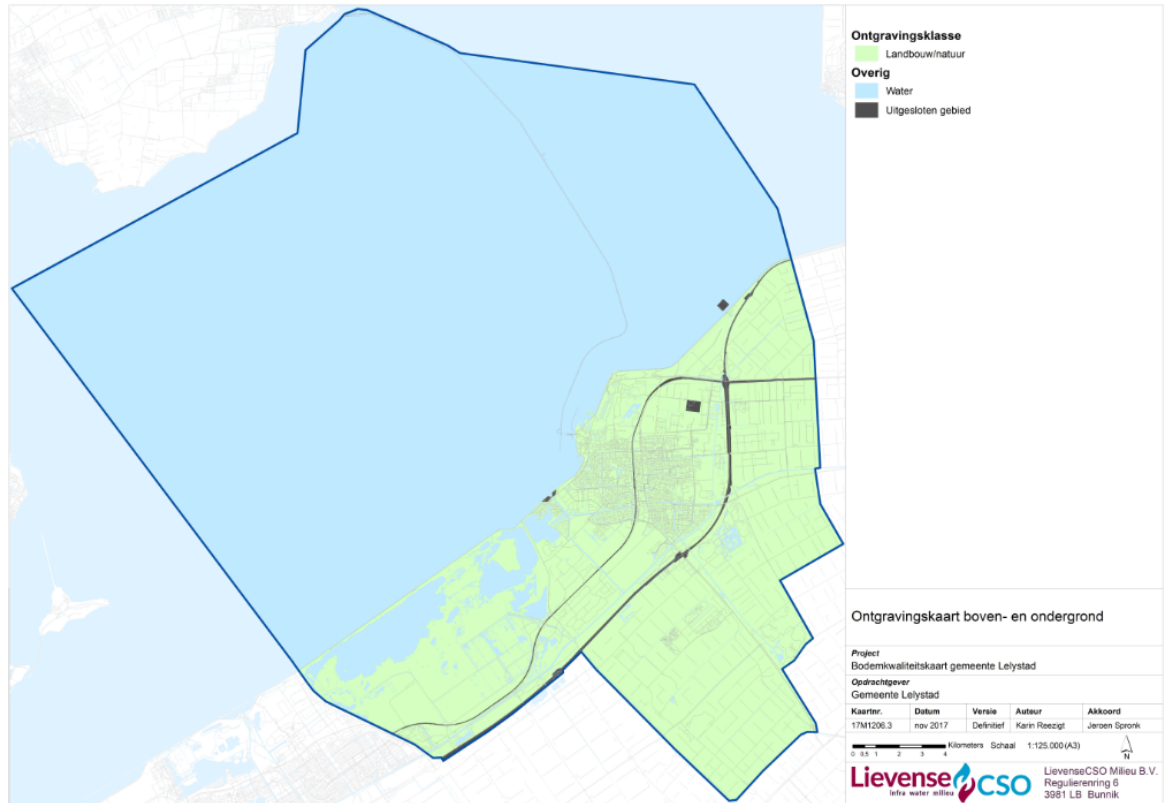 Ontgravingsklasse
Landbouw/natuur
Overig
Water
Uitgesloten gebied
Ontgravingskaart boven- en ondergrond
Project
Bodemkwaliteitskaart gemeente Lelystad
Opdrachtgever
Gemeente Lelystad
Kaartnr. Datum Versie Auteur Akkoord
17M1206.3 nov 2017 Definitief Karin Reezigt Jeroen Spronk
0 0.5 1 2 3 4 Kilometers Schaal 1:125.000 (A3)
N
Lievense CSO
infra water milieu
LievenseCSO Milieu B.V.
Regulierenring 6
3981 LB Bunnik